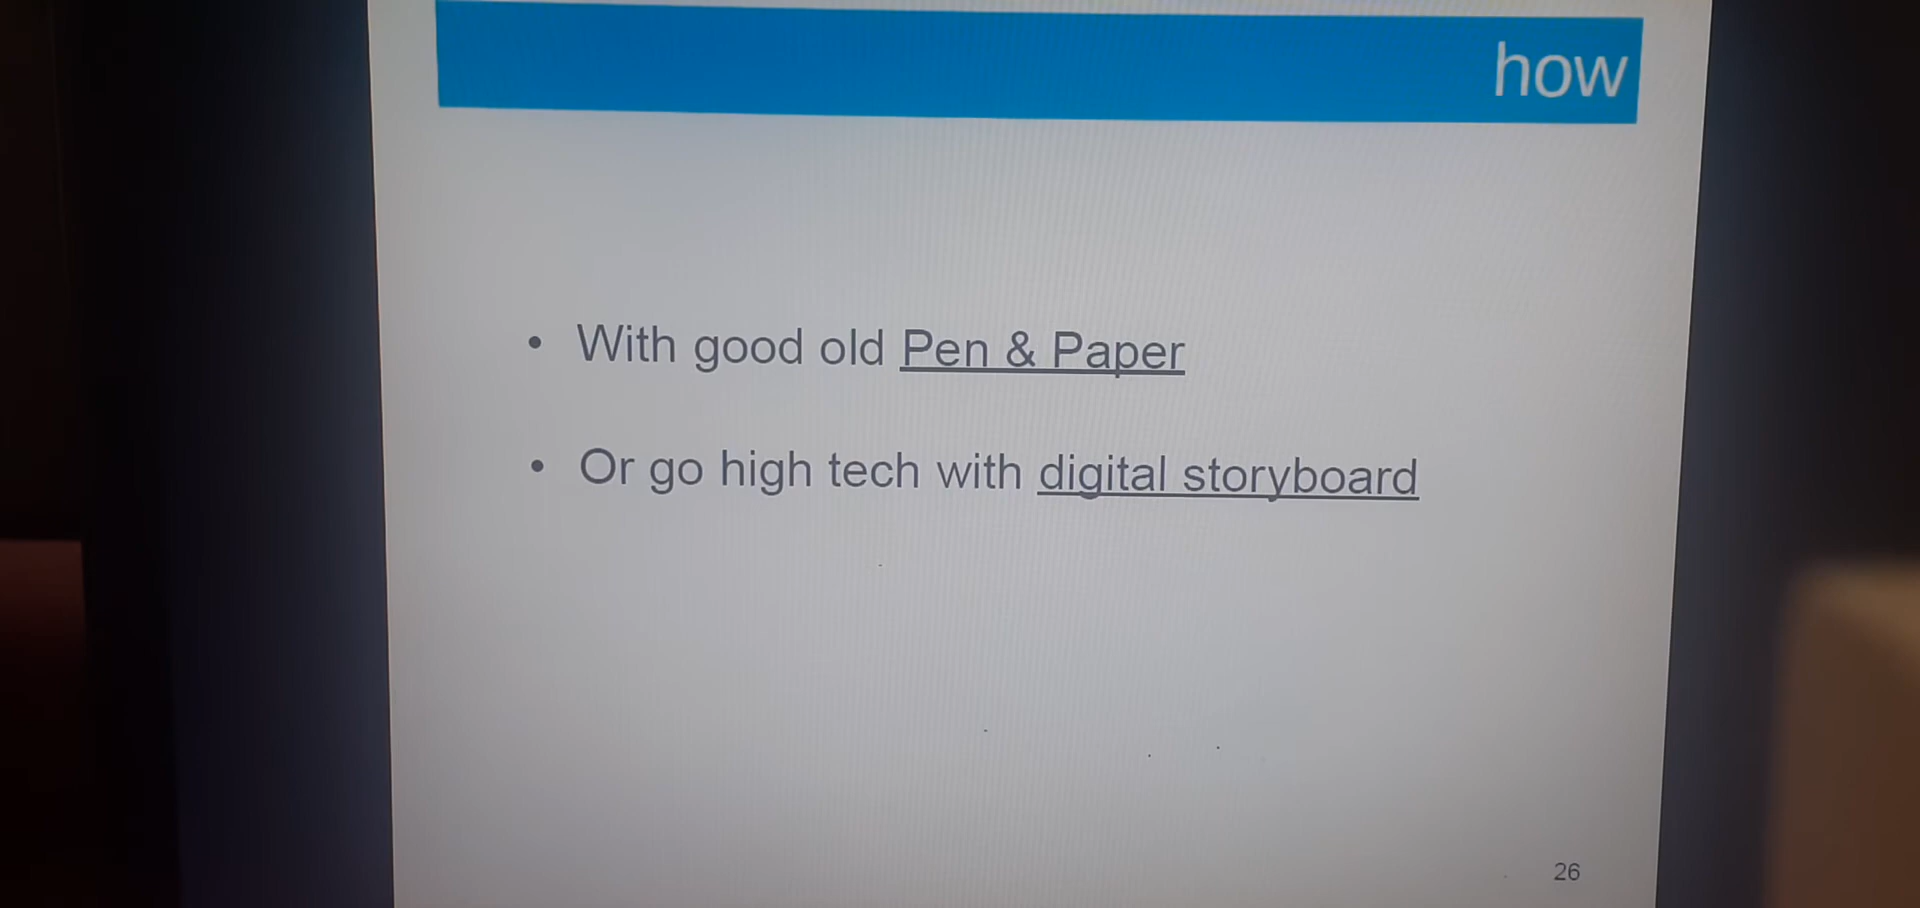 how
• With good old Pen & Paper
• Or go high tech with digital storyboard
26